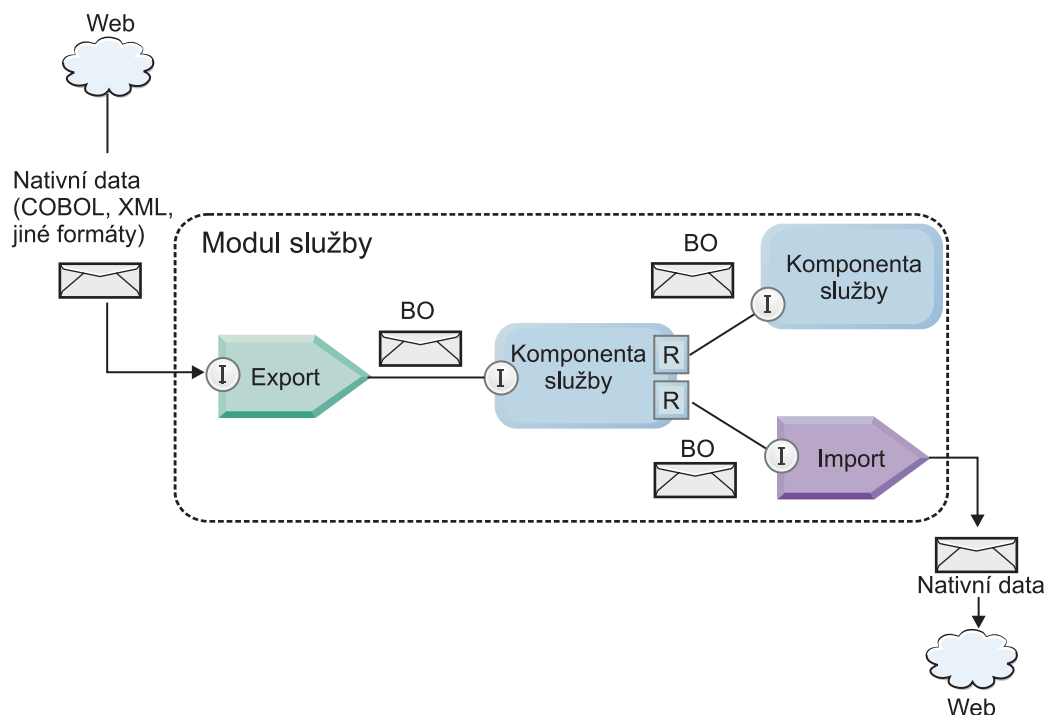 Web
Nativní data
(COBOL, XML,
jiné formáty)
Modul služby
BO
Komponenta
služby
I
BO
I
Export
I
Komponenta
služby
R
R
BO
I
Import
Nativní data
Web